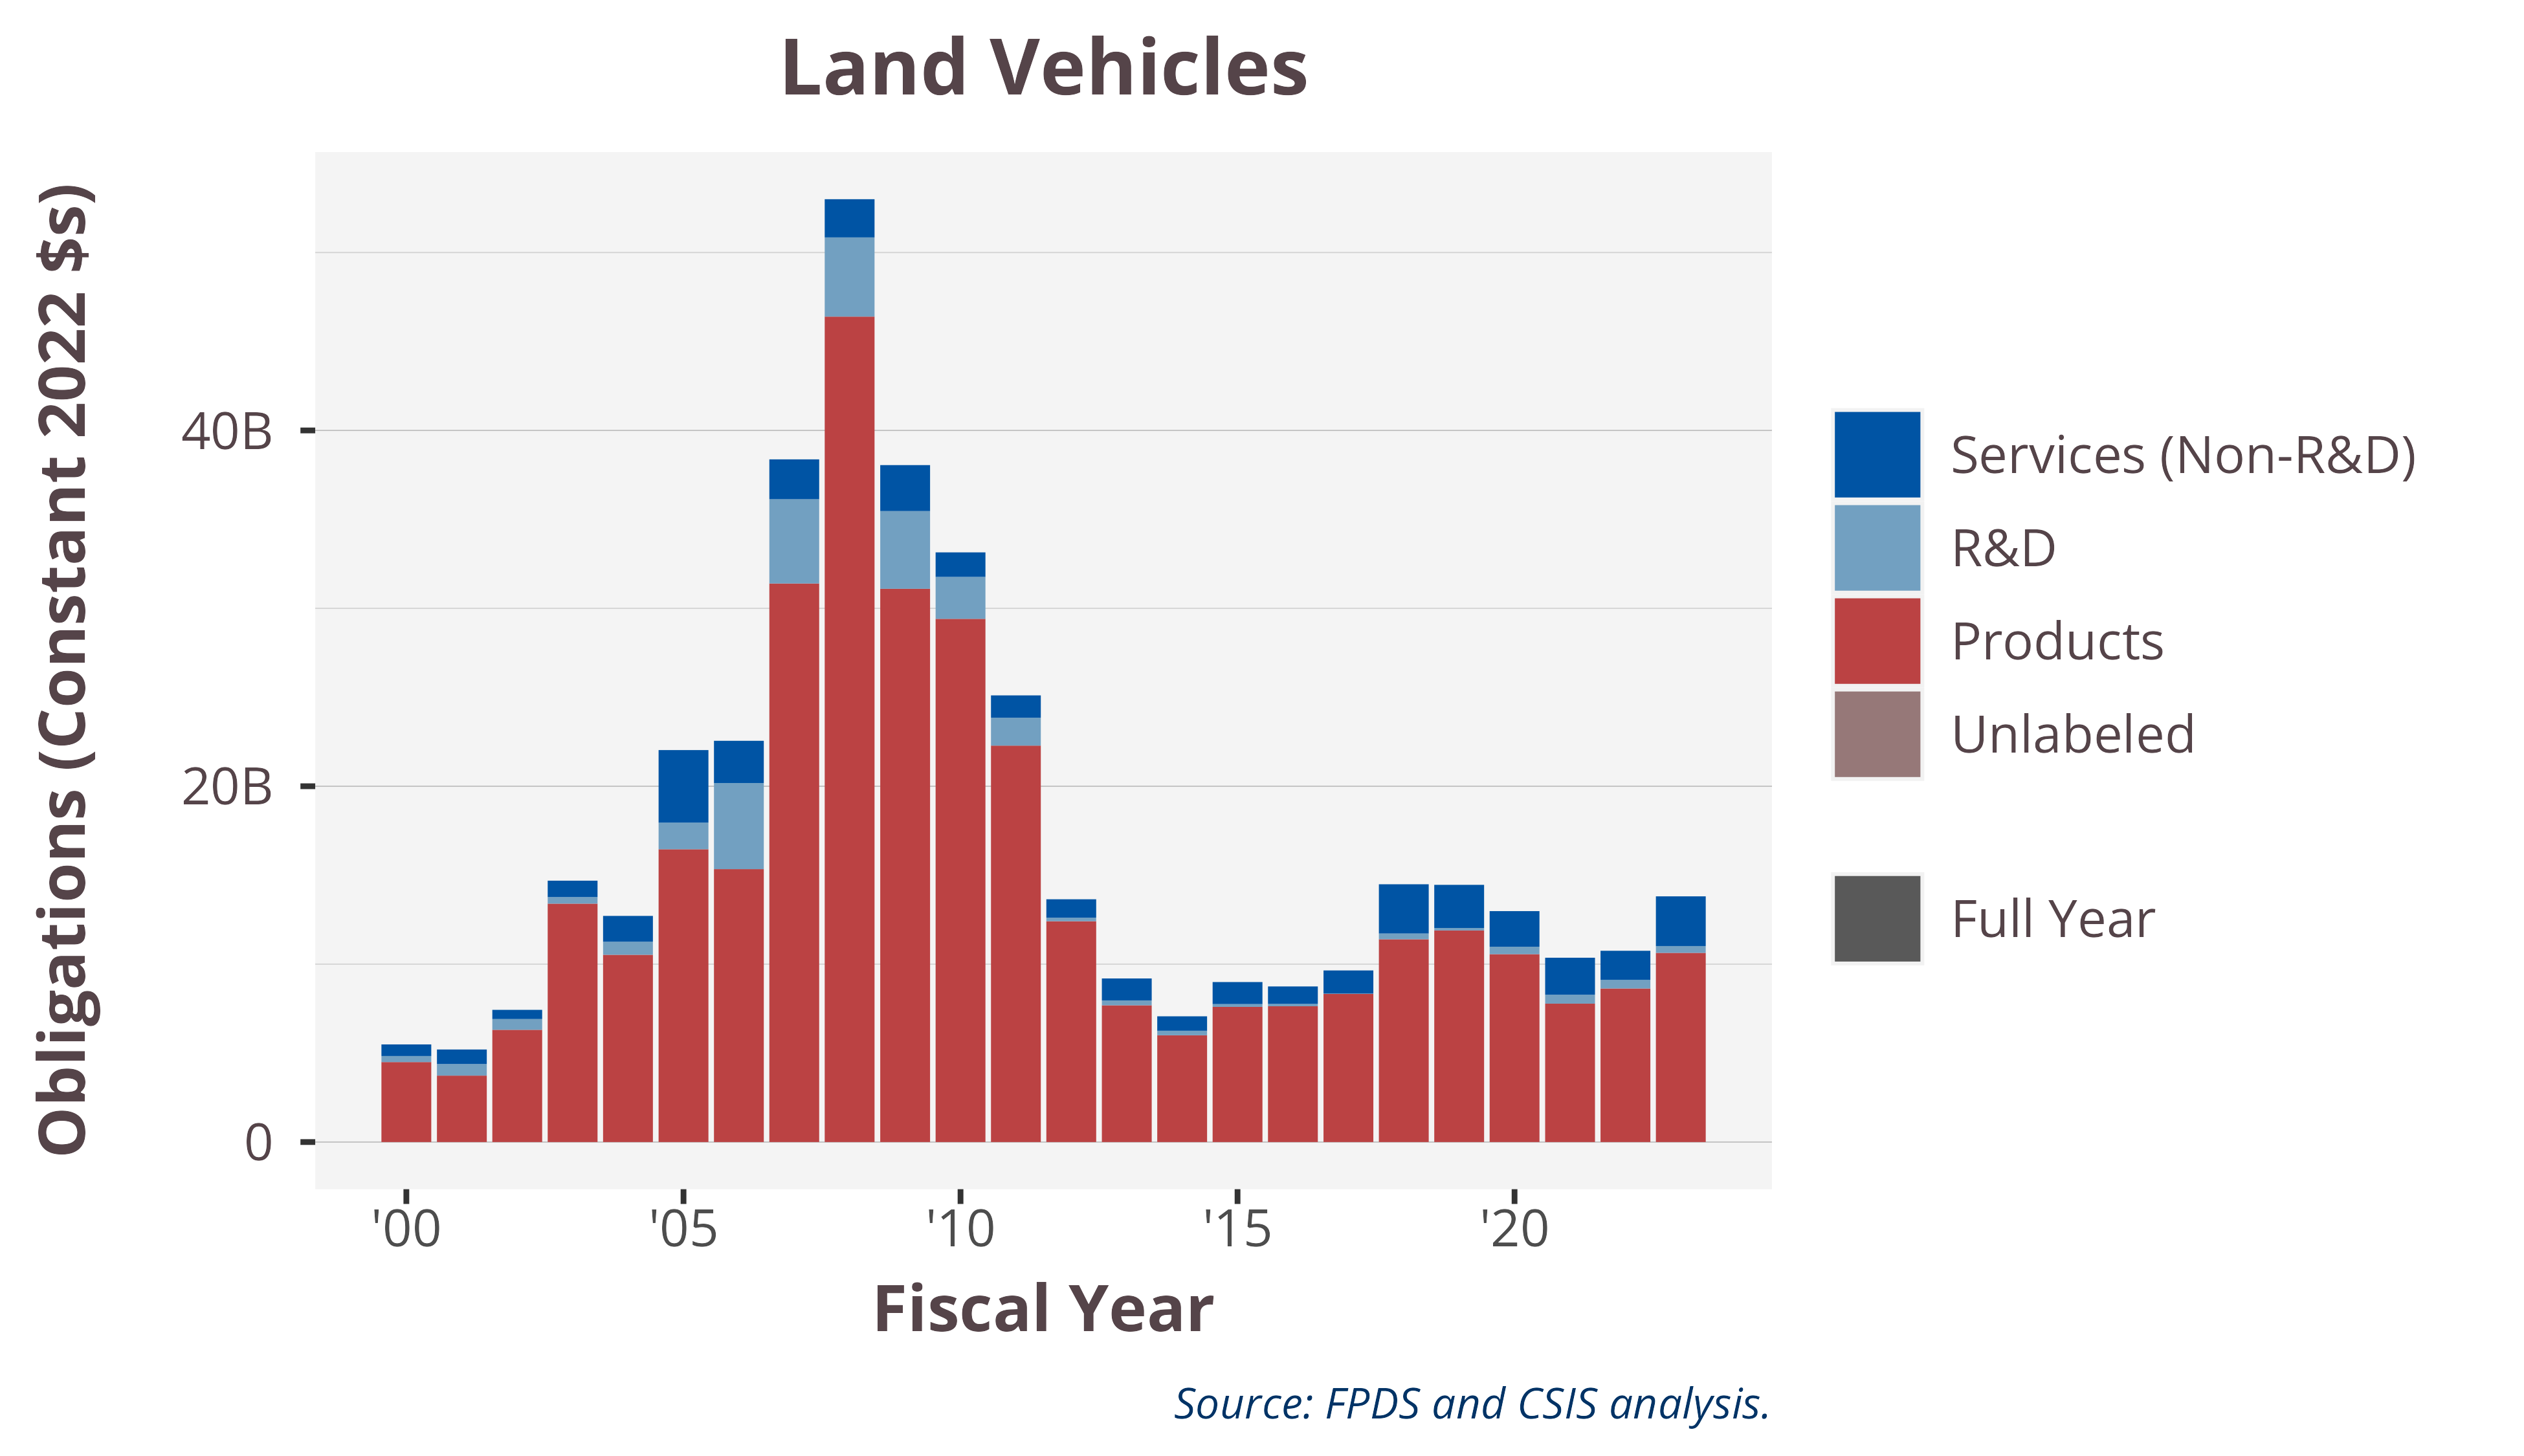 Land Vehicles
Obligations (Constant 2022 $s)
40B
20B
0
'00
'05
'10
'15
'20
Fiscal Year
Services (Non-R&D)
R&D
Products
Unlabeled
Full Year
Source: FPDS and CSIS analysis.